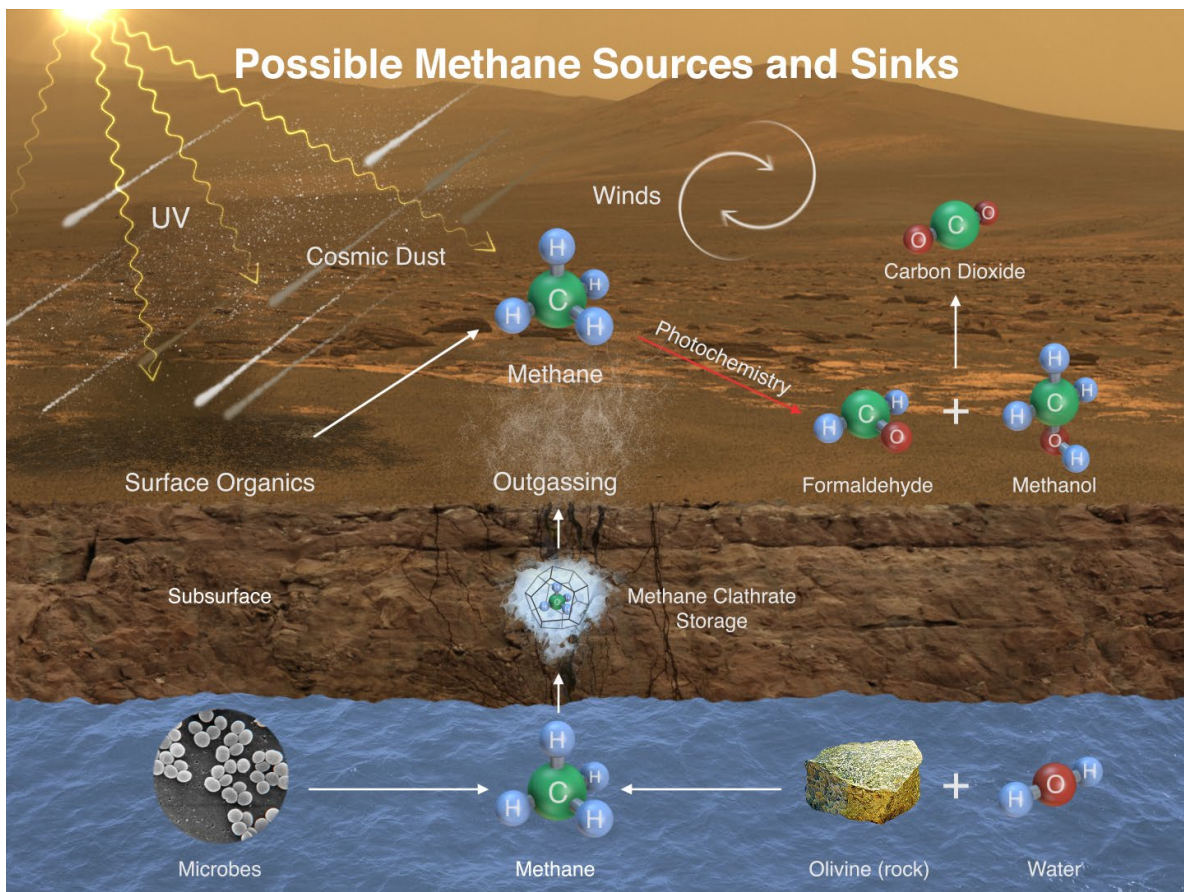 Possible Methane Sources and Sinks
UV
Cosmic Dust
Winds
H
H
C
H
H
Methane
O
C
O
Carbon Dioxide
Photochemistry
H
C
H
O
Formaldehyde
+
H
H
C
H
O
H
Methanol
Surface Organics
Outgassing
Subsurface
Methane Clathrate
Storage
H
H
C
H
H
+
H
O
H
Microbes
Methane
Olivine (rock)
Water